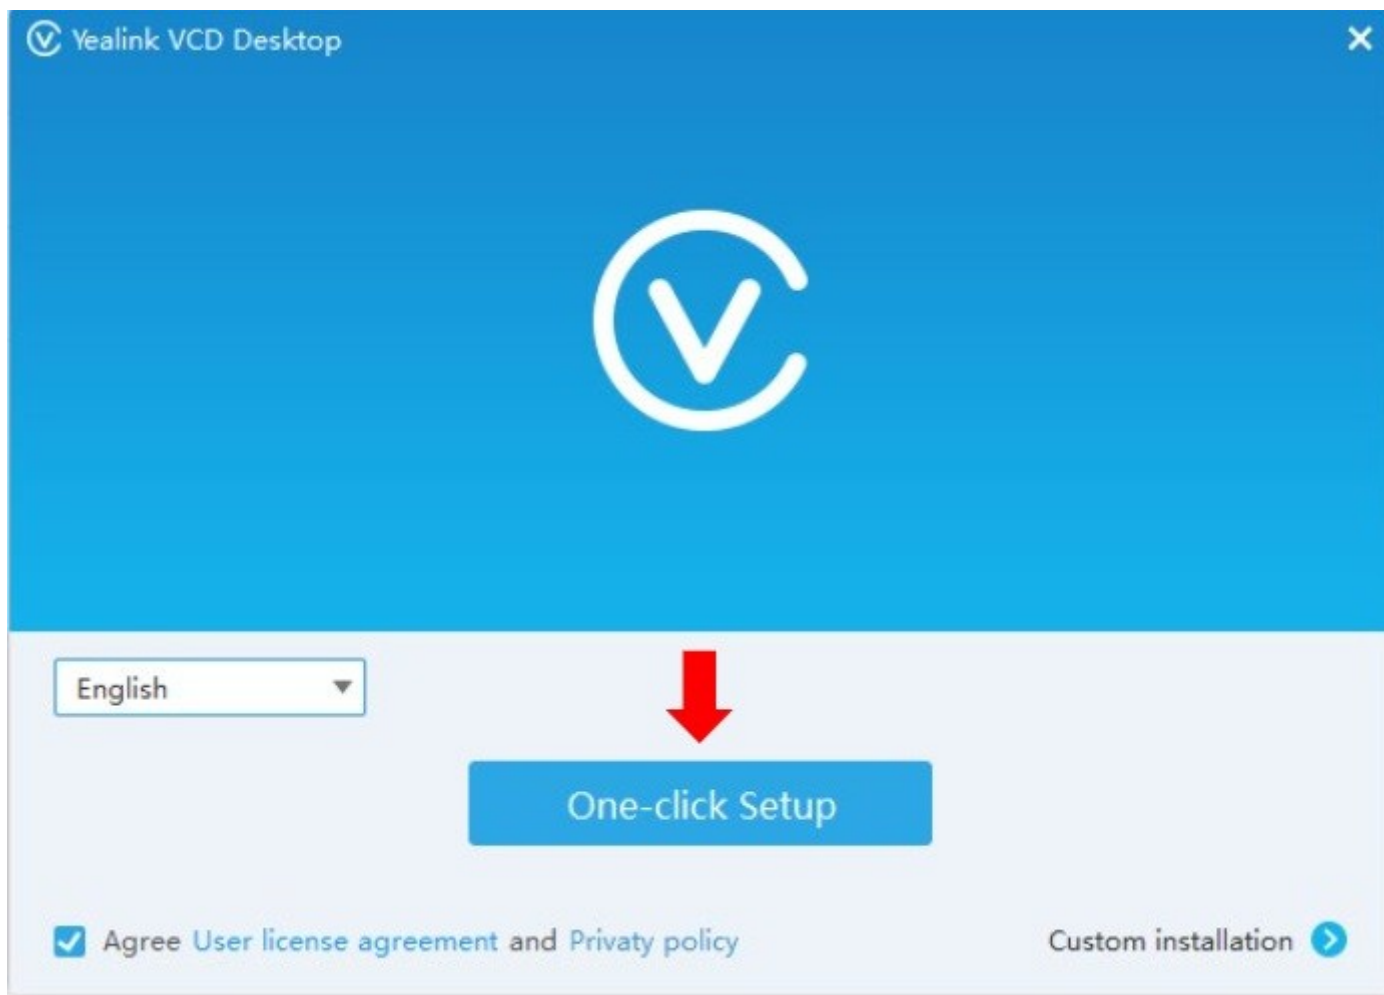 Yealink VCD Desktop
English
One-click Setup
Agree User license agreement and Privaty policy
Custom installation